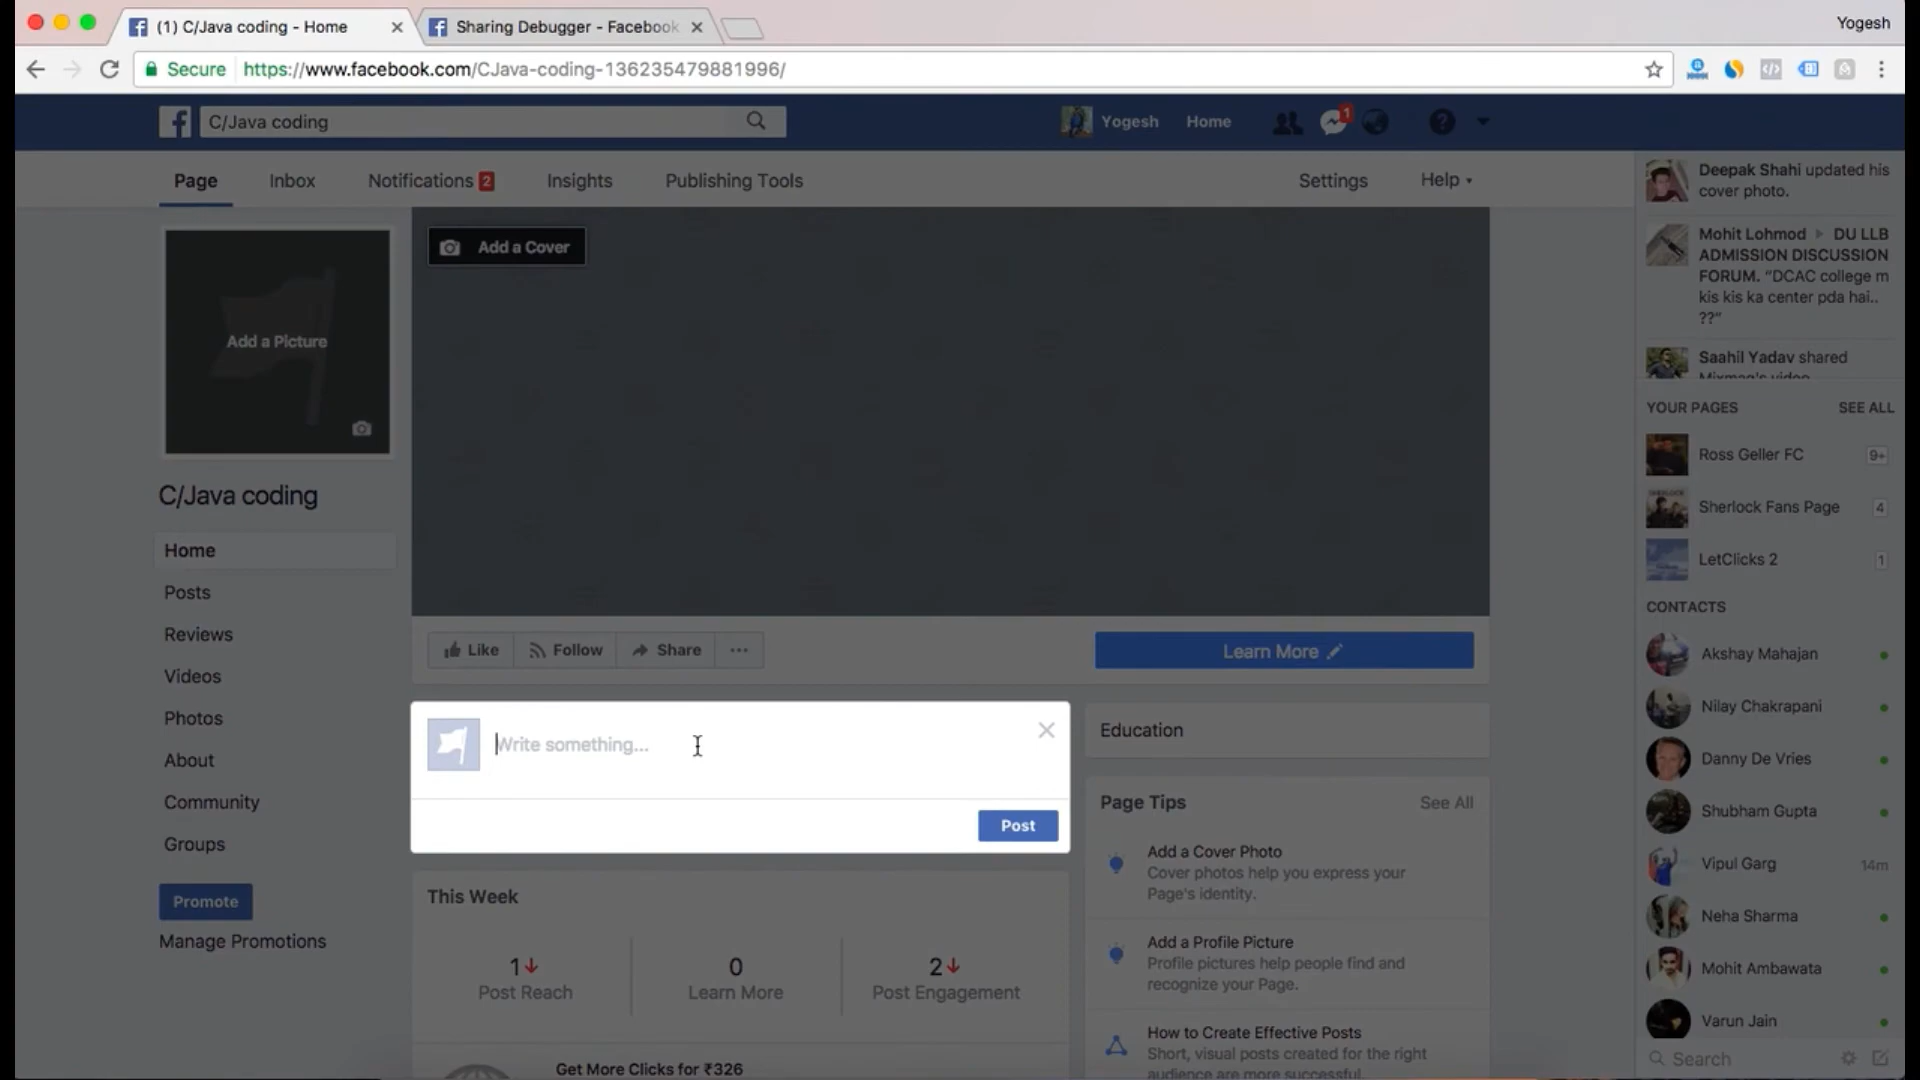 (1) C/Java coding - Home
Sharing Debugger - Facebook
Yogesh
Secure https://www.facebook.com/CJava-coding-136235479881996/
C/Java coding
Yogesh
Home
1
Page
Inbox
Notifications 2
Insights
Publishing Tools
Settings
Help
Add a Cover
Add a Picture
C/Java coding
Home
Posts
Reviews
Videos
Photos
About
Community
Groups
Promote
Manage Promotions
Like
Follow
Share
Learn More
Write something...
Post
This Week
1
Post Reach
0
Learn More
2
Post Engagement
Get More Clicks for ₹326
Education
Page Tips
See All
Add a Cover Photo
Cover photos help you express your
Page's identity.
Add a Profile Picture
Profile pictures help people find and
recognize your Page.
How to Create Effective Posts
Short, visual posts created for the right
audience are more successful.
Deepak Shahi updated his
cover photo.
Mohit Lohmod ▸ DU LLB
ADMISSION DISCUSSION
FORUM. “DCAC college m
kis kis ka center pda hai..
??”
Saahil Yadav shared
Mixmag's video.
YOUR PAGES
SEE ALL
Ross Geller FC
9+
Sherlock Fans Page
4
LetClicks 2
1
CONTACTS
Akshay Mahajan
Nilay Chakrapani
Danny De Vries
Shubham Gupta
Vipul Garg
14m
Neha Sharma
Mohit Ambawata
Varun Jain
Search